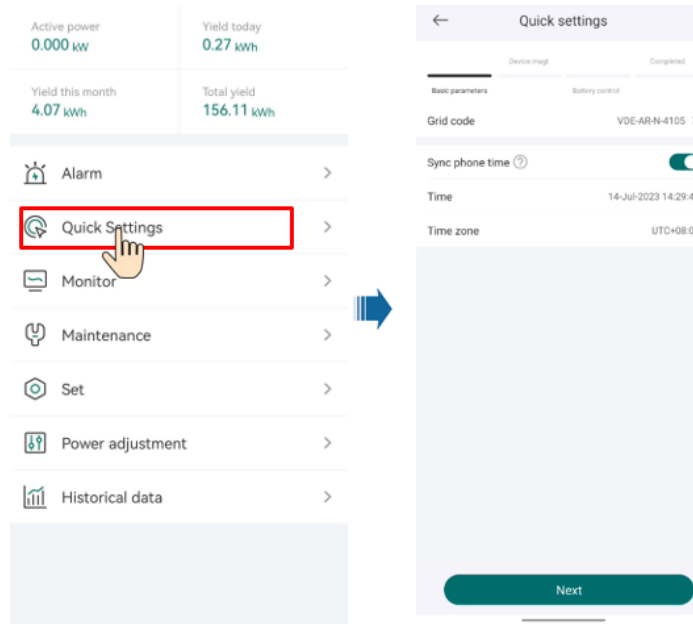 Active power
0.000 kW
Yield today
0.27 kWh
Yield this month
4.07 kWh
Total yield
156.11 kWh
Alarm
Quick Settings
Monitor
Maintenance
Set
Power adjustment
Historical data
Quick settings
Device magt
Completed
Basic parameters
Battery control
Grid code
VDE-AR-N-4105
Sync phone time
Time
14-Jul-2023 14:29:4
Time zone
UTC+08:0
Next